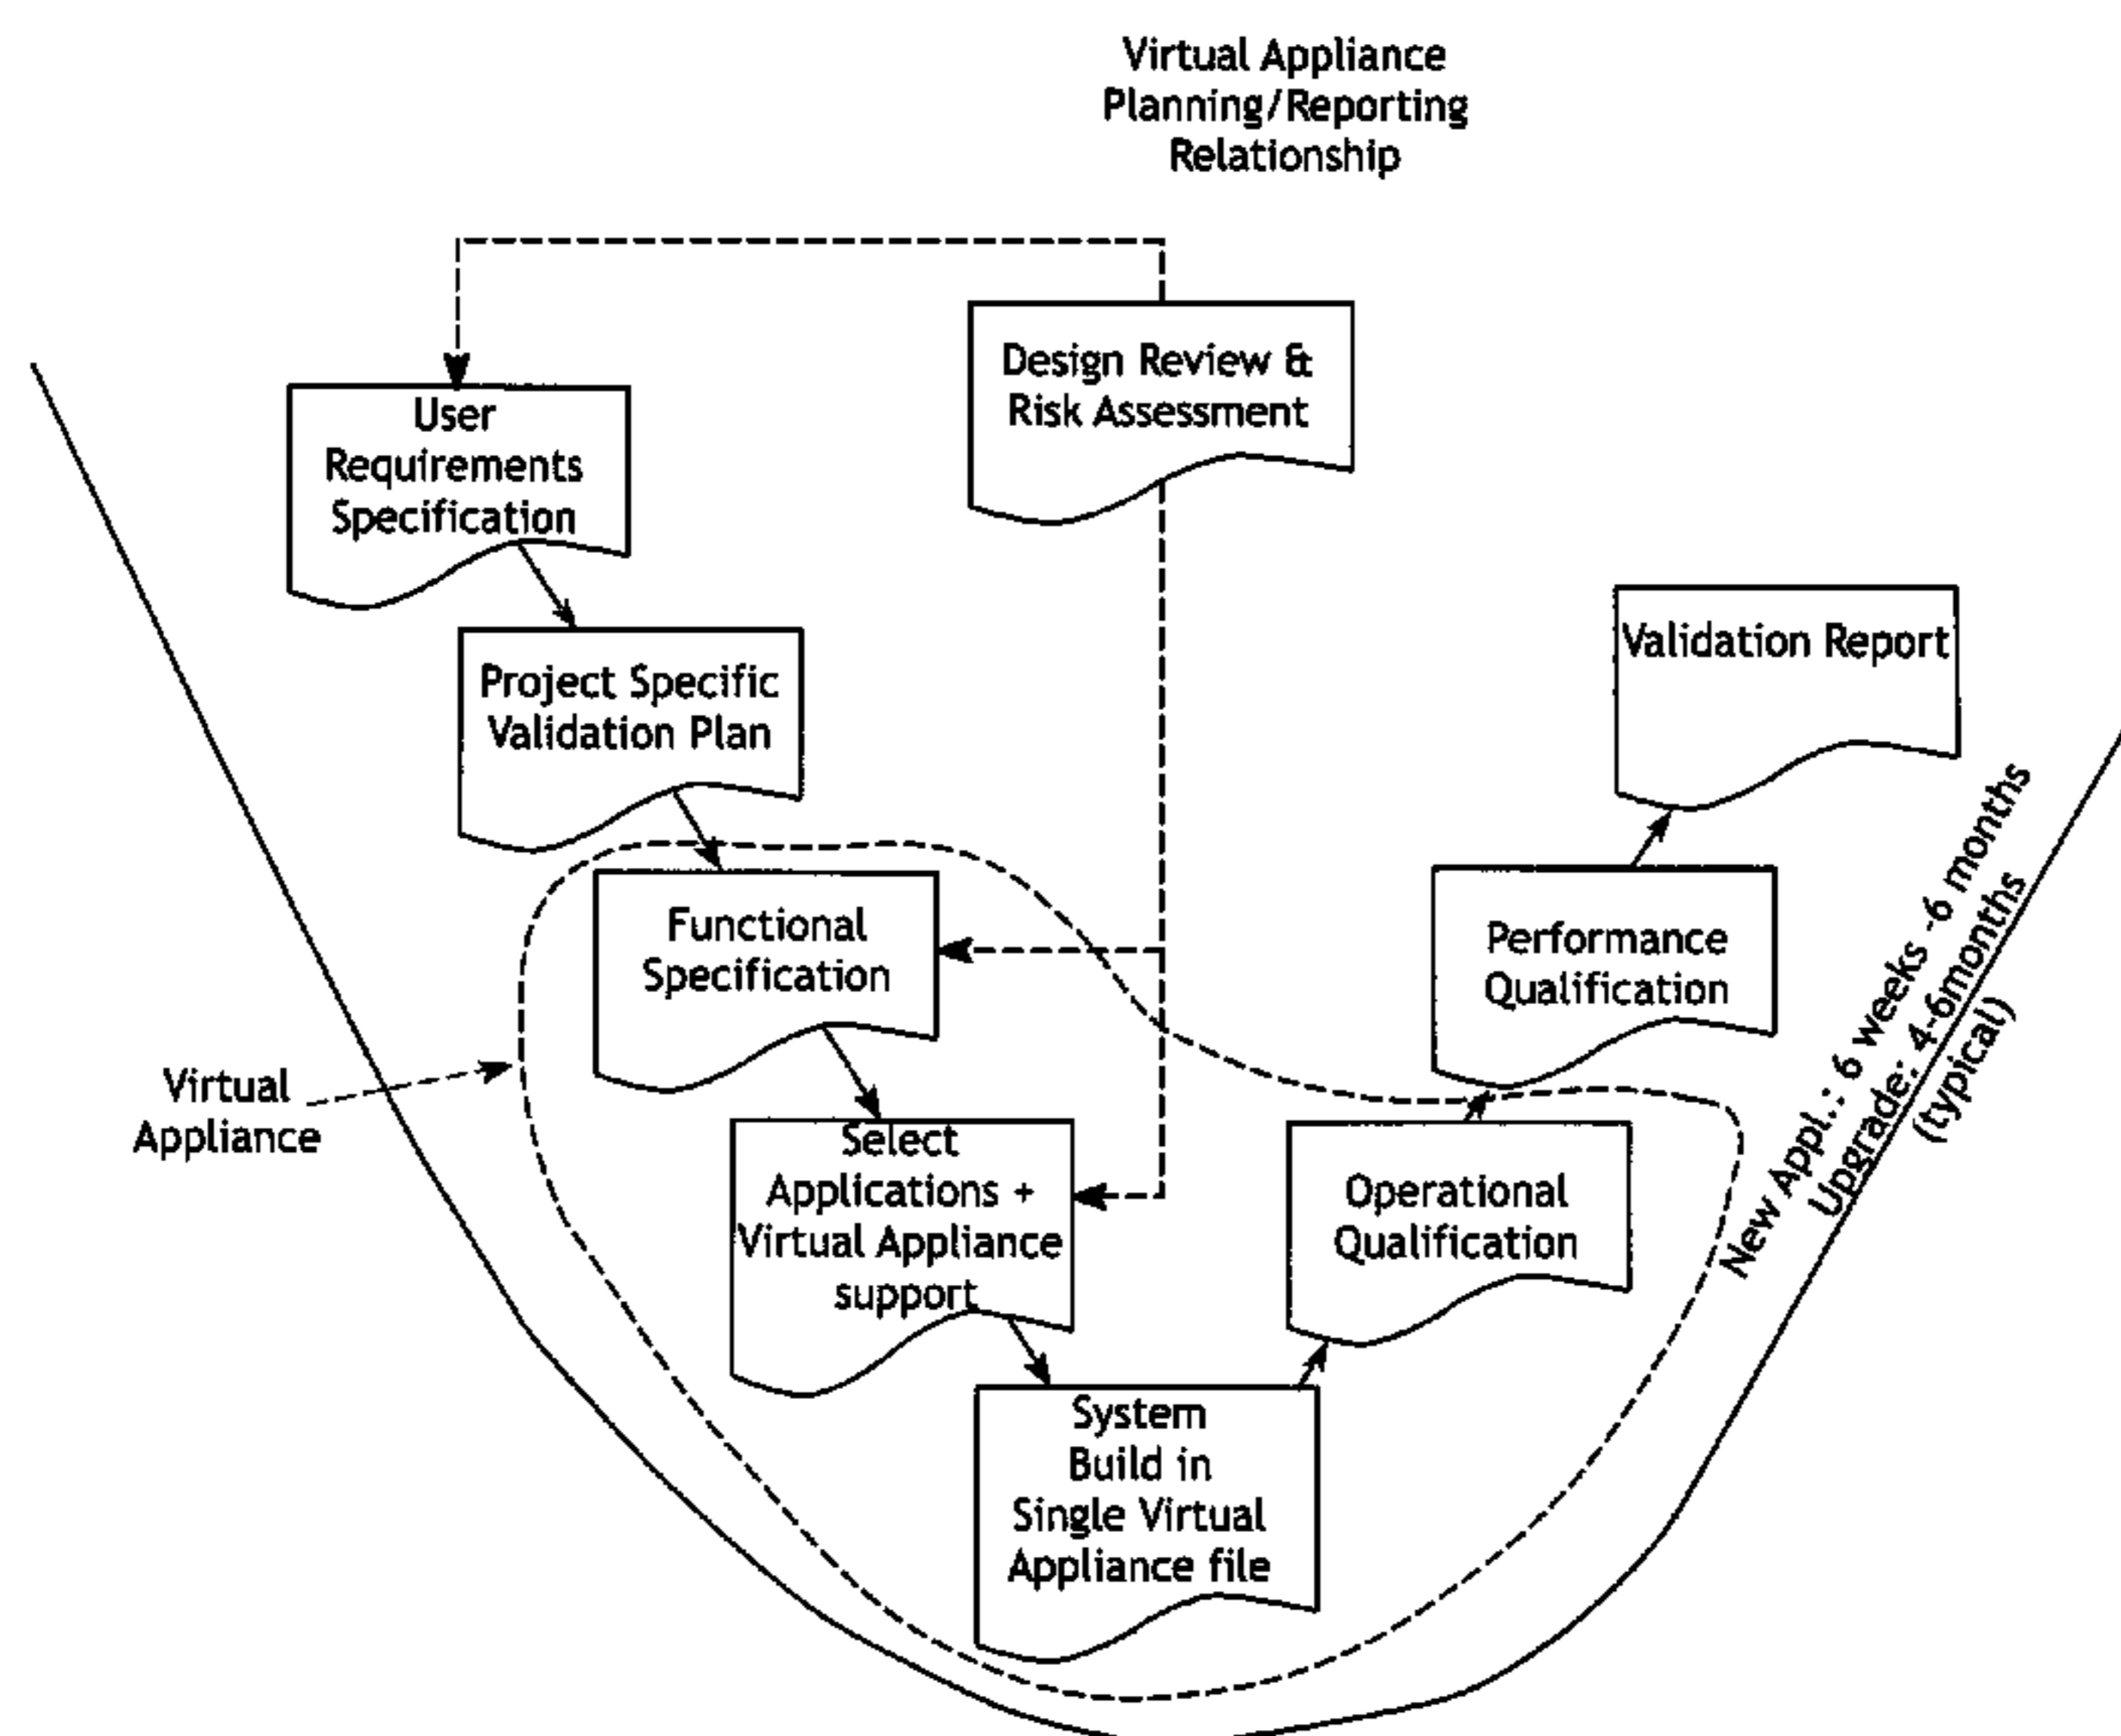 Virtual Appliance
Planning/Reporting
Relationship
Design Review &
Risk Assessment
User
Requirements
Specification
Project Specific
Validation Plan
Validation Report
Functional
Specification
Performance
Qualification
Virtual
Appliance
Select
Applications +
Virtual Appliance
support
Operational
Qualification
System
Build in
Single Virtual
Appliance file
New Appl.: 6 weeks -6 months
Upgrade: 4-6months
(typical)